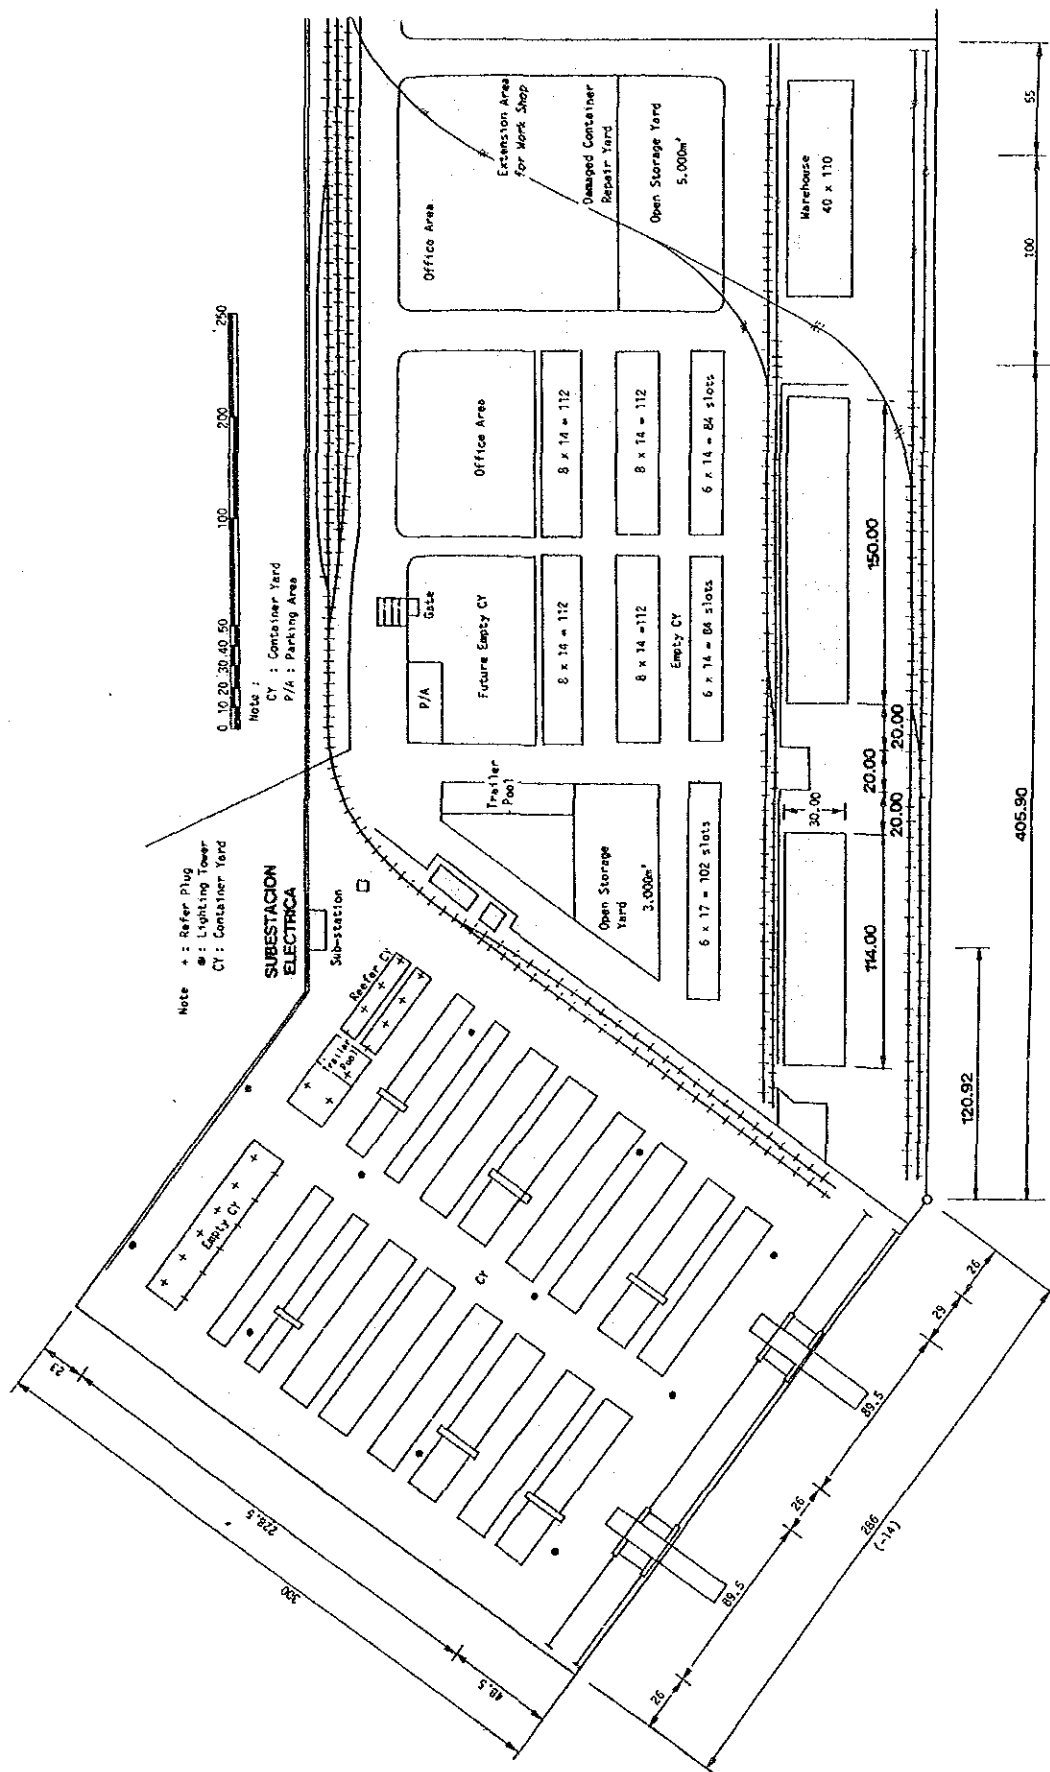 0 10 20 30 40 50 100 200 250
Note :
CY : Container Yard
P/A : Parking Area
Note + : Refer Plug
● : Lighting Tower
CY : Container Yard
SUBESTACION
ELECTRICA
Sub-station
Office Area
Extension Area
for Work Shop
Damaged Container
Repair Yard
Open Storage Yard
5.000m²
Warehouse
40 x 110
Office Area
8 x 14 = 112
8 x 14 = 112
6 x 14 = 84 slots
Gate
P/A
Future Empty CY
8 x 14 = 112
8 x 14 =112
Empty CY
6 x 14 = 84 slots
Trailer
Pool
Open Storage
Yard
3.000m²
6 x 17 = 102 slots
Reefer CY
Trailer
Pool
Empty CY
CY
55
100
405.90
150.00
20.00
20.00
20.00
30.00
114.00
120.92
23
228.5
300
48.5
26
29
89.5
26
89.5
26
286
(-14)